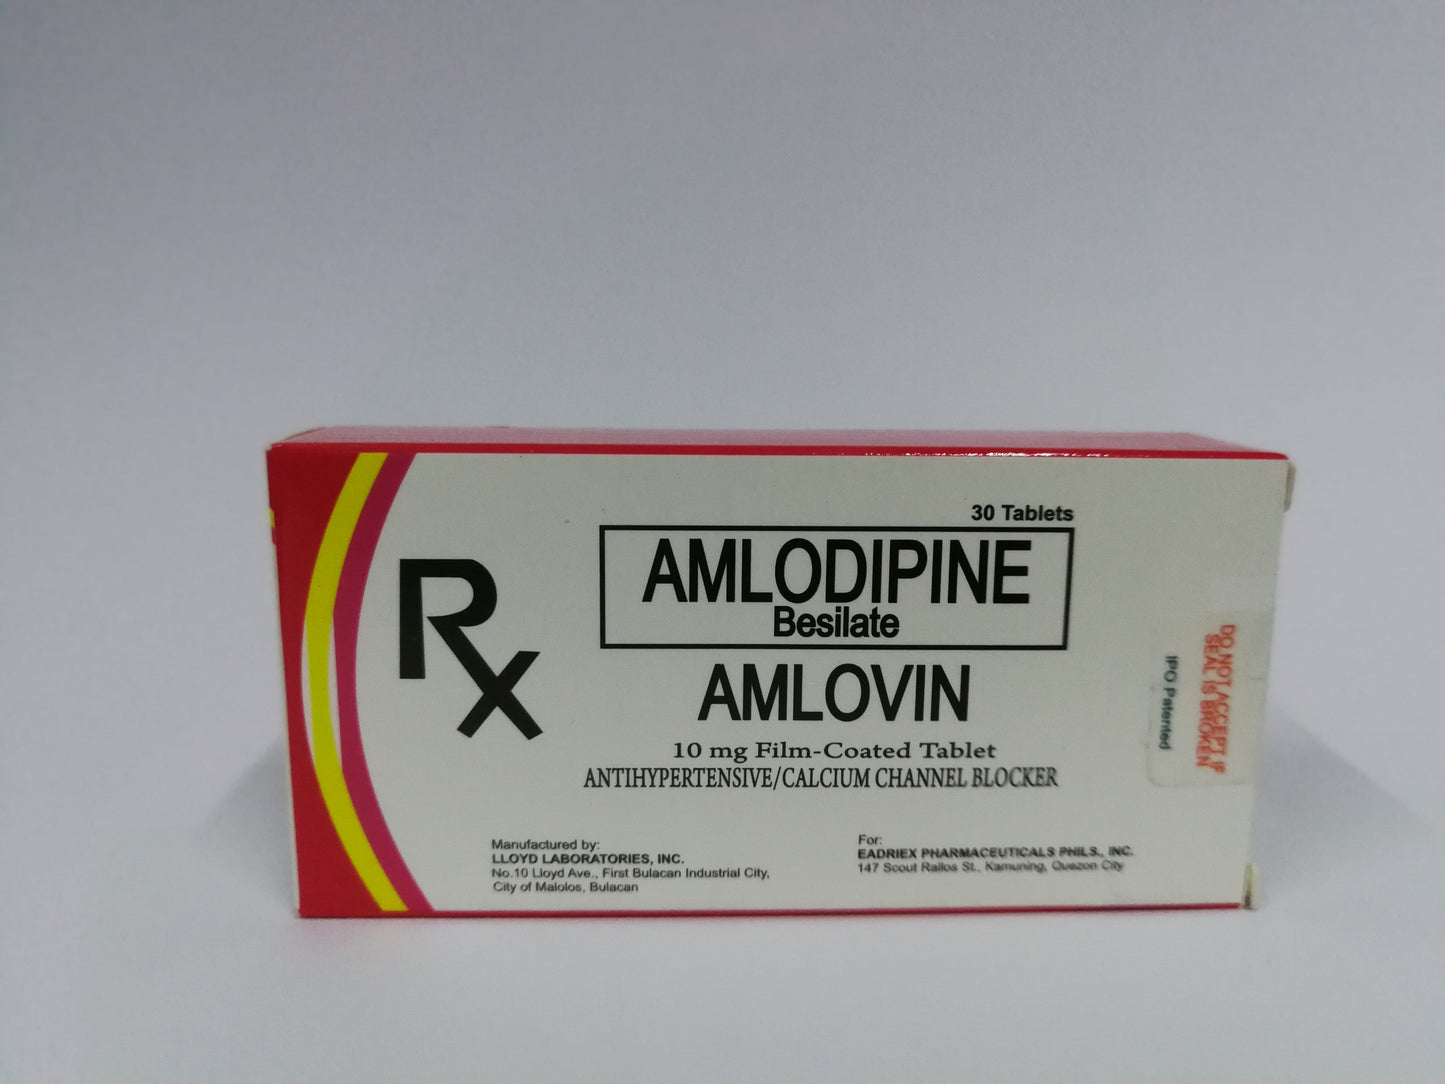 30 Tablets
Rx
AMLODIPINE
Besilate
AMLOVIN
10 mg Film-Coated Tablet
ANTIHYPERTENSIVE/CALCIUM CHANNEL BLOCKER
Manufactured by:
LLOYD LABORATORIES, INC.
No.10 Lloyd Ave., First Bulacan Industrial City,
City of Malolos, Bulacan
For:
EADRIEX PHARMACEUTICALS PHILS., INC.
147 Scout Rallos St., Kamuning, Quezon City
IPO Patented
DO NOT ACCEPT IF
SEAL IS BROKEN